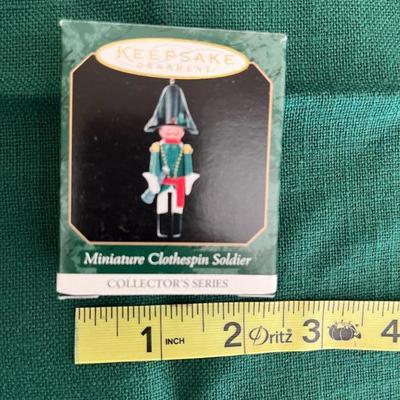 KEEPSAKE
ORNAMENT
Miniature Clothespin Soldier
COLLECTOR'S SERIES
1 INCH 2 Dritz® 3 4